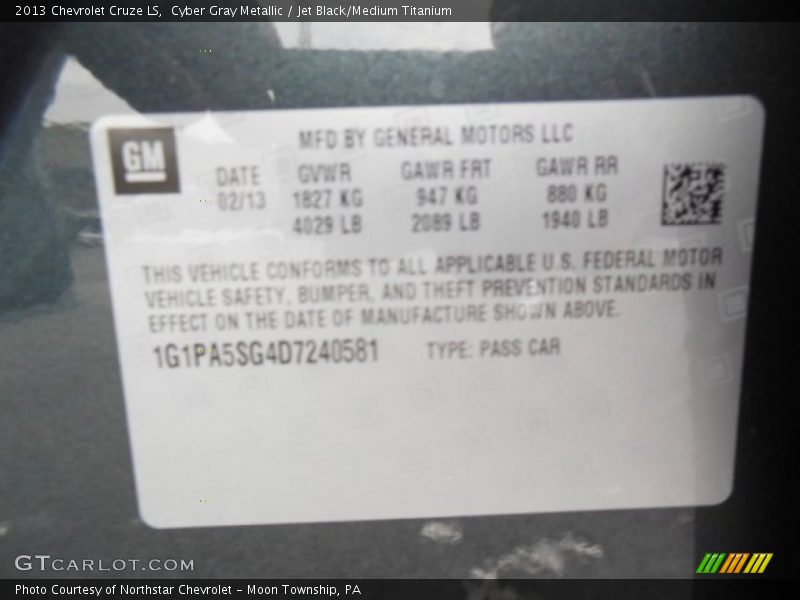 2013 Chevrolet Cruze LS, Cyber Gray Metallic / Jet Black/Medium Titanium
GM
MFD BY GENERAL MOTORS LLC
DATE GVWR GAWR FRT GAWR RR
02/13 1827 KG 947 KG 880 KG
4029 LB 2089 LB 1940 LB
THIS VEHICLE CONFORMS TO ALL APPLICABLE U.S. FEDERAL MOTOR
VEHICLE SAFETY, BUMPER, AND THEFT PREVENTION STANDARDS IN
EFFECT ON THE DATE OF MANUFACTURE SHOWN ABOVE.
1G1PA5SG4D7240581 TYPE: PASS CAR
GTCARLOT.COM
Photo Courtesy of Northstar Chevrolet – Moon Township, PA